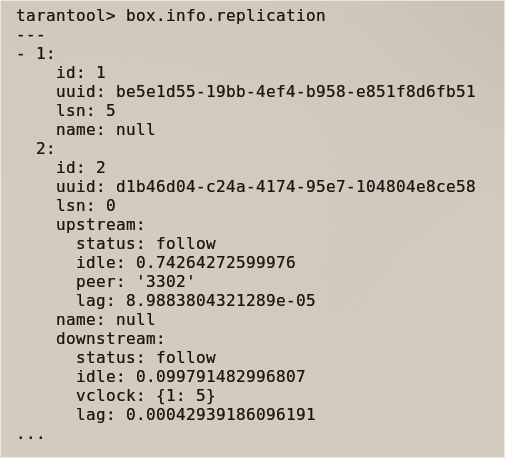 tarantool> box.info.replication
---
- 1:
    id: 1
    uuid: be5e1d55-19bb-4ef4-b958-e851f8d6fb51
    lsn: 5
    name: null
  2:
    id: 2
    uuid: d1b46d04-c24a-4174-95e7-104804e8ce58
    lsn: 0
    upstream:
      status: follow
      idle: 0.74264272599976
      peer: '3302'
      lag: 8.9883804321289e-05
    name: null
    downstream:
      status: follow
      idle: 0.099791482996807
      vclock: {1: 5}
      lag: 0.00042939186096191
...